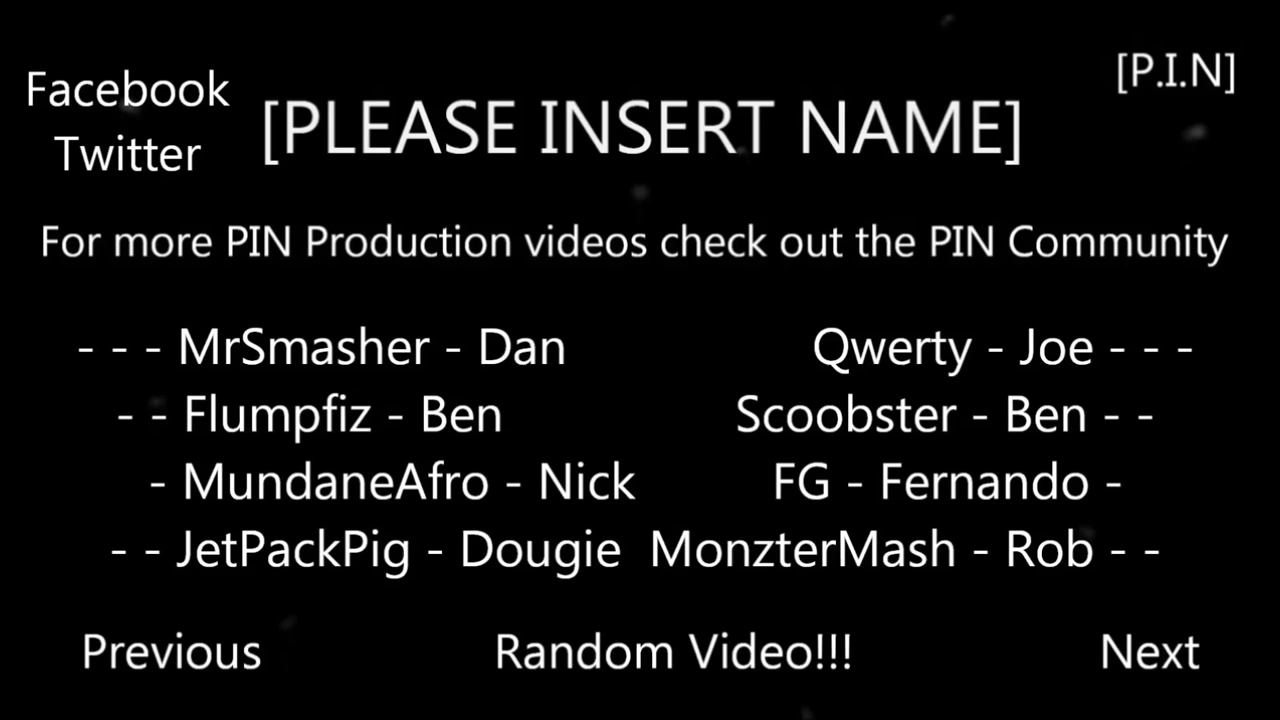 Facebook
Twitter
[PLEASE INSERT NAME]
[P.I.N]
For more PIN Production videos check out the PIN Community
- - - MrSmasher - Dan
Qwerty - Joe - - -
- - Flumpfiz - Ben
Scoobster - Ben - -
- MundaneAfro - Nick
FG - Fernando -
- - JetPackPig - Dougie
MonzterMash - Rob - -
Previous
Random Video!!!
Next